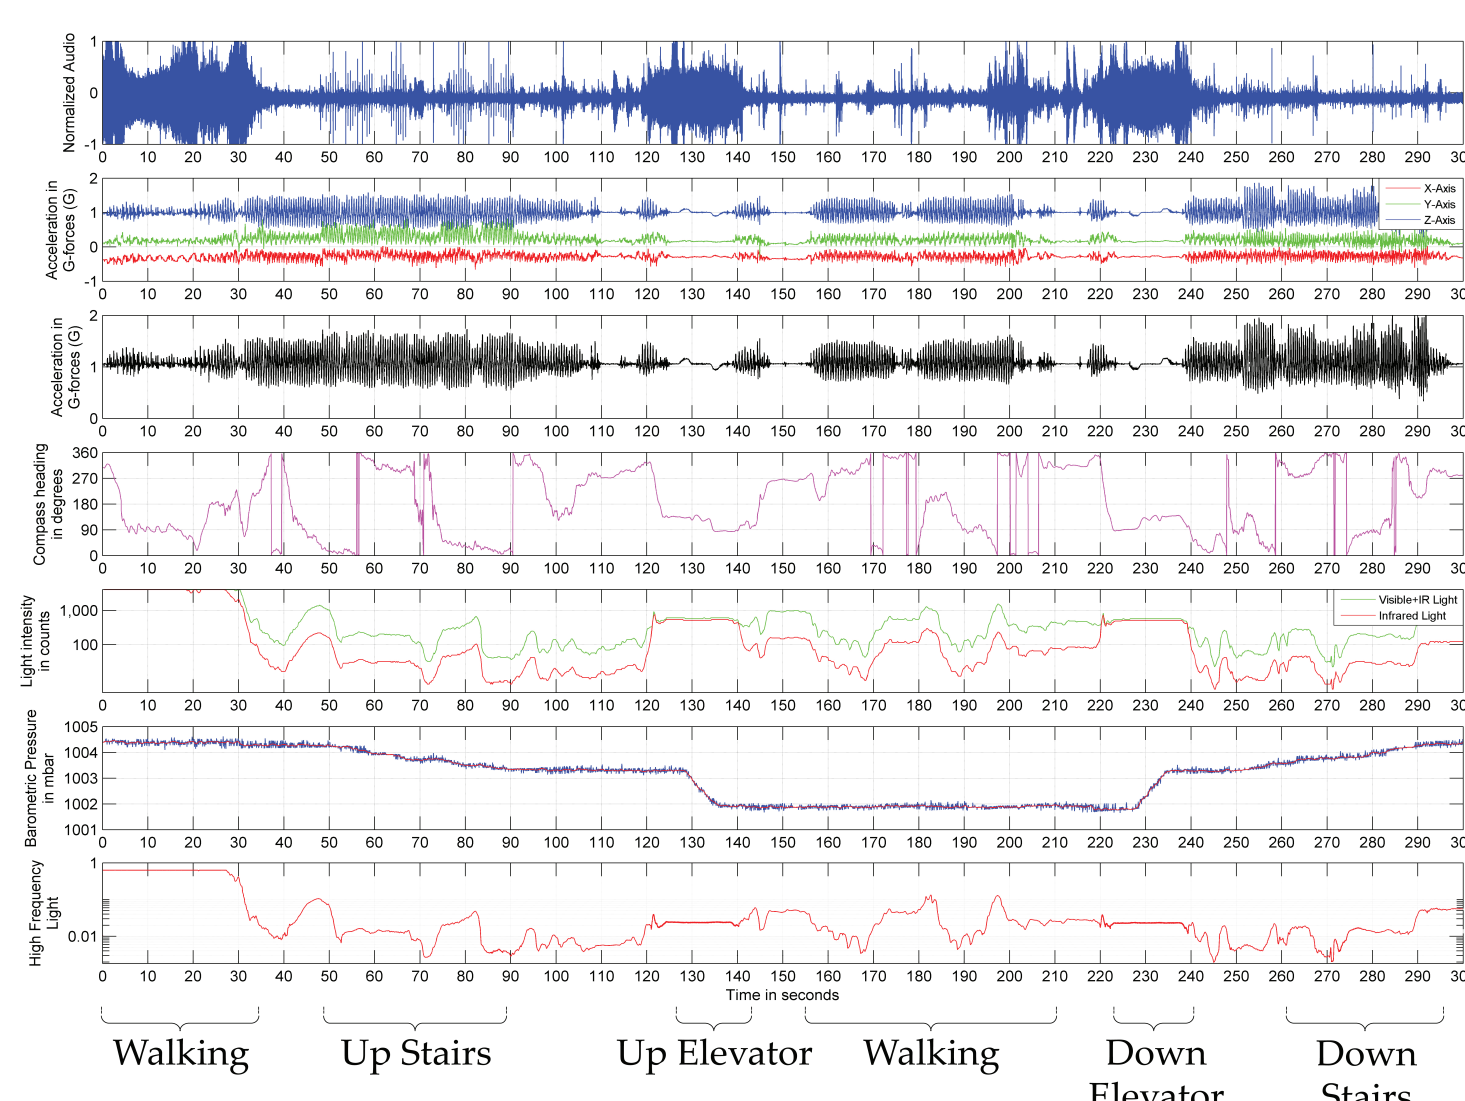 Normalized Audio
1
0
-1
0 10 20 30 40 50 60 70 80 90 100 110 120 130 140 150 160 170 180 190 200 210 220 230 240 250 260 270 280 290 30
Acceleration in
G-forces (G)
2
1
0
-1
X-Axis
Y-Axis
Z-Axis
0 10 20 30 40 50 60 70 80 90 100 110 120 130 140 150 160 170 180 190 200 210 220 230 240 250 260 270 280 290 30
Acceleration in
G-forces (G)
2
1
0
0 10 20 30 40 50 60 70 80 90 100 110 120 130 140 150 160 170 180 190 200 210 220 230 240 250 260 270 280 290 30
Compass heading
in degrees
360
270
180
90
0
0 10 20 30 40 50 60 70 80 90 100 110 120 130 140 150 160 170 180 190 200 210 220 230 240 250 260 270 280 290 30
Light intensity
in counts
1,000
100
Visible+IR Light
Infrared Light
0 10 20 30 40 50 60 70 80 90 100 110 120 130 140 150 160 170 180 190 200 210 220 230 240 250 260 270 280 290 30
Barometric Pressure
in mbar
1005
1004
1003
1002
1001
0 10 20 30 40 50 60 70 80 90 100 110 120 130 140 150 160 170 180 190 200 210 220 230 240 250 260 270 280 290 30
High Frequency
Light
1
0.01
0 10 20 30 40 50 60 70 80 90 100 110 120 130 140 150 160 170 180 190 200 210 220 230 240 250 260 270 280 290 30
Time in seconds
Walking Up Stairs Up Elevator Walking Down Down
Elevator Stairs